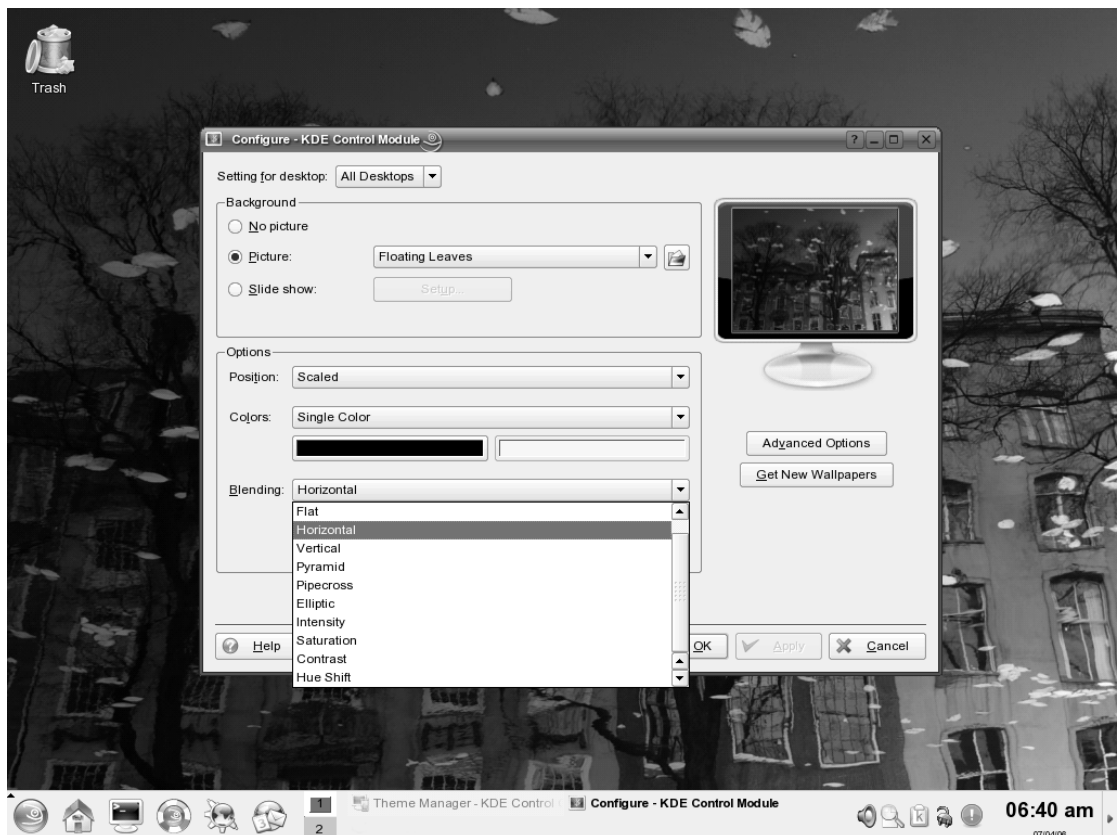 Trash
Configure - KDE Control Module
Setting for desktop: All Desktops
Background
No picture
Picture: Floating Leaves
Slide show: Setup...
Options
Position: Scaled
Colors: Single Color
Blending: Horizontal
Flat
Horizontal
Vertical
Pyramid
Pipecross
Elliptic
Intensity
Saturation
Contrast
Hue Shift
Advanced Options
Get New Wallpapers
Help OK Apply Cancel
1 Theme Manager - KDE Control Configure - KDE Control Module 06:40 am
2 07/04/06